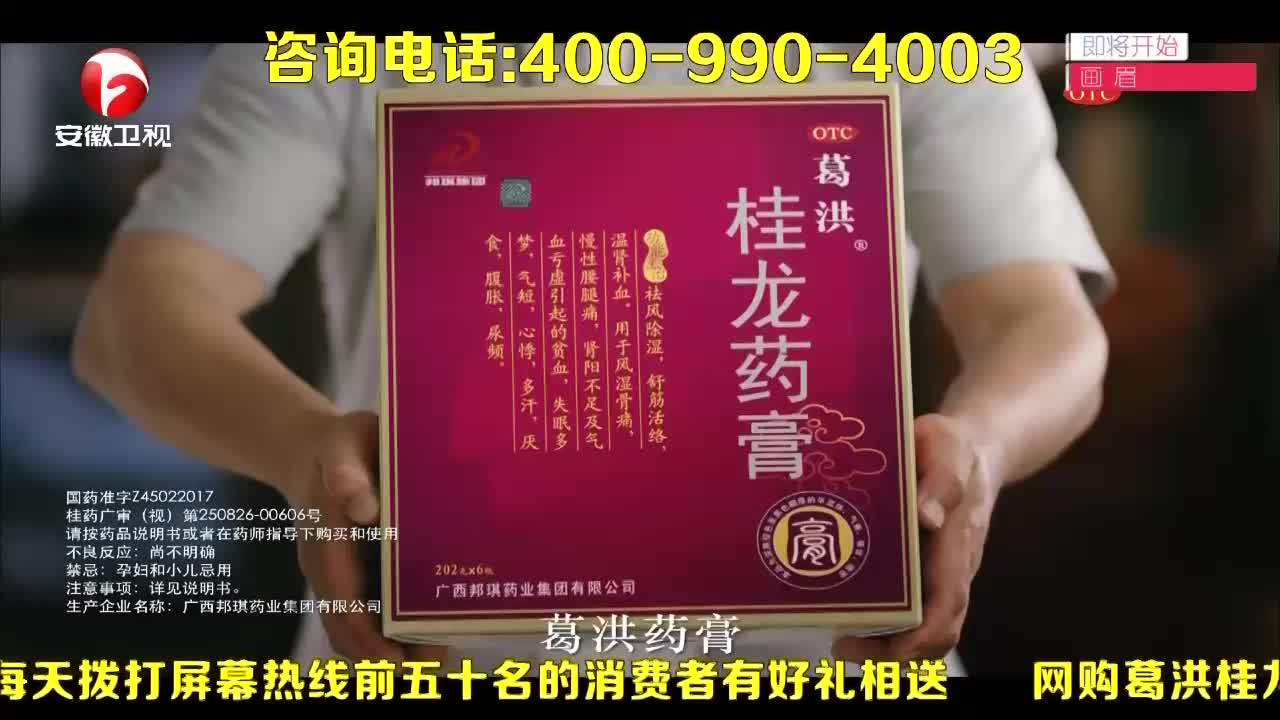 咨询电话:400-990-4003
即将开始
画眉
OTC
安徽卫视
OTC
葛洪®
桂龙药膏
邦琪集团
祛风除湿，舒筋活络，
温肾补血。用于风湿骨痛，
慢性腰腿痛，肾阳不足及气
血亏虚引起的贫血，失眠多
梦，气短，心悸，多汗，厌
食，腹胀，尿频。
膏
202克x6瓶
广西邦琪药业集团有限公司
国药准字Z45022017
桂药广审（视）第250826-00606号
请按药品说明书或者在药师指导下购买和使用
不良反应：尚不明确
禁忌：孕妇和小儿忌用
注意事项：详见说明书。
生产企业名称：广西邦琪药业集团有限公司
葛洪药膏
每天拨打屏幕热线前五十名的消费者有好礼相送
网购葛洪桂龙